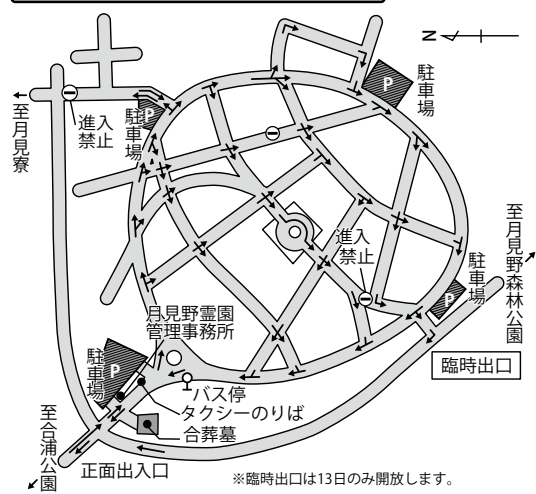 N
駐車場
P
至月見寮
進入
禁止
駐車場
P
進入
禁止
至月見野森林公園
駐車場
P
臨時出口
月見野霊園
管理事務所
駐車場
P
バス停
タクシーのりば
合葬墓
至合浦公園
正面出入口
※臨時出口は13日のみ開放します。